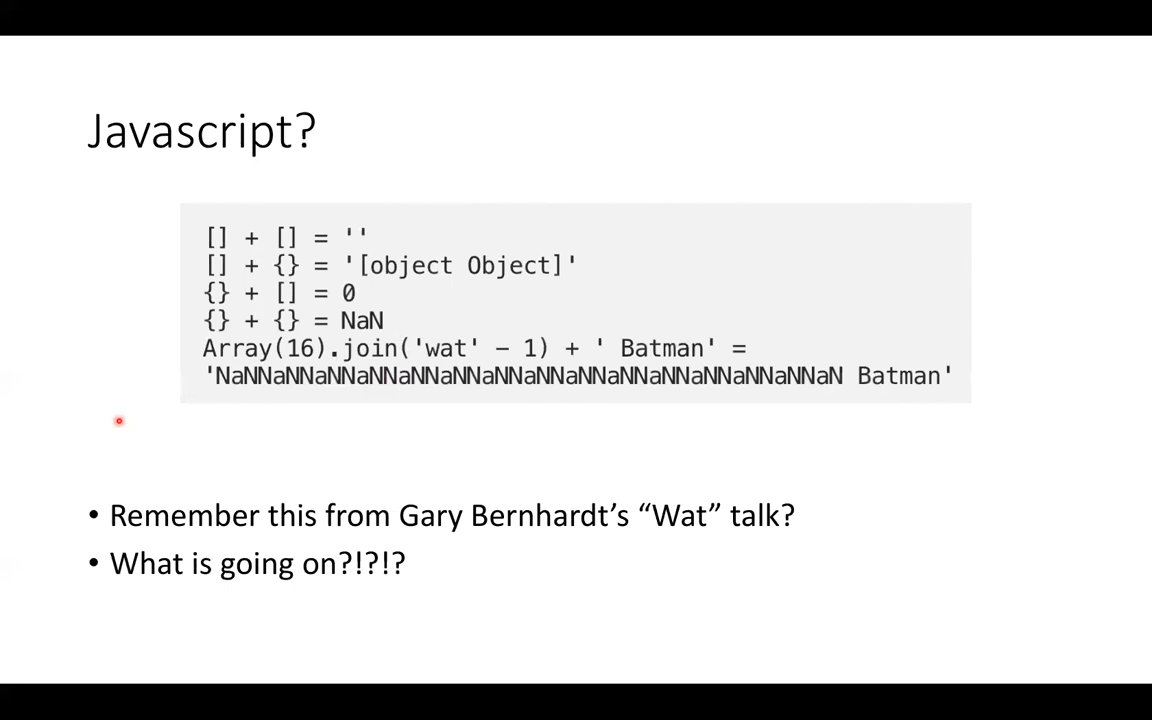 Javascript?
[] + [] = ''
[] + {} = '[object Object]'
{} + [] = 0
{} + {} = NaN
Array(16).join('wat' - 1) + ' Batman' =
'NaNNaNNaNNaNNaNNaNNaNNaNNaNNaNNaNNaNNaNNaNNaN Batman'
• Remember this from Gary Bernhardt’s “Wat” talk?
• What is going on?!?!?